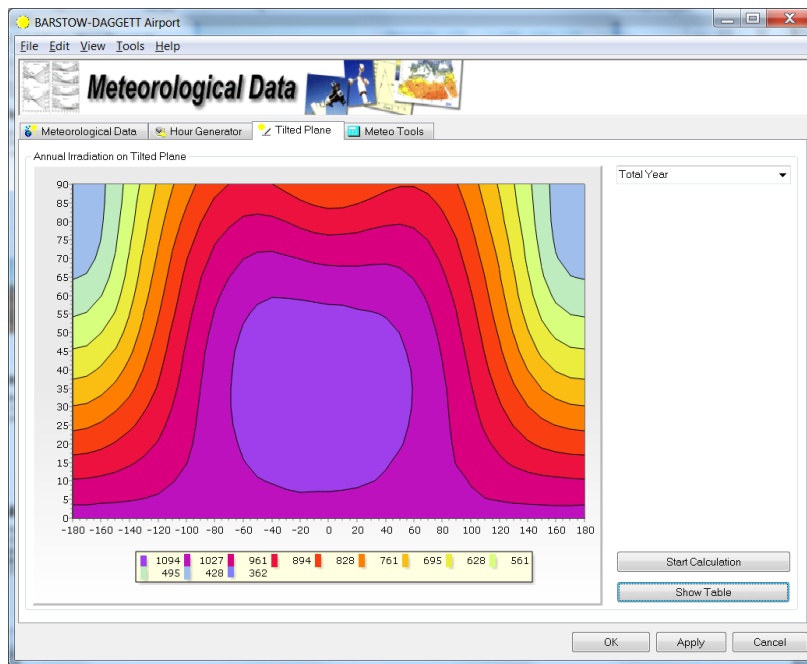 BARSTOW-DAGGETT Airport
File Edit View Tools Help
Meteorological Data
Meteorological Data Hour Generator Tilted Plane Meteo Tools
Annual Irradiation on Tilted Plane
Total Year
90
85
80
75
70
65
60
55
50
45
40
35
30
25
20
15
10
5
0
-180 -160 -140 -120 -100 -80 -60 -40 -20 0 20 40 60 80 100 120 140 160 180
1094 1027 961 894 828 761 695 628 561
495 428 362
Start Calculation
Show Table
OK Apply Cancel